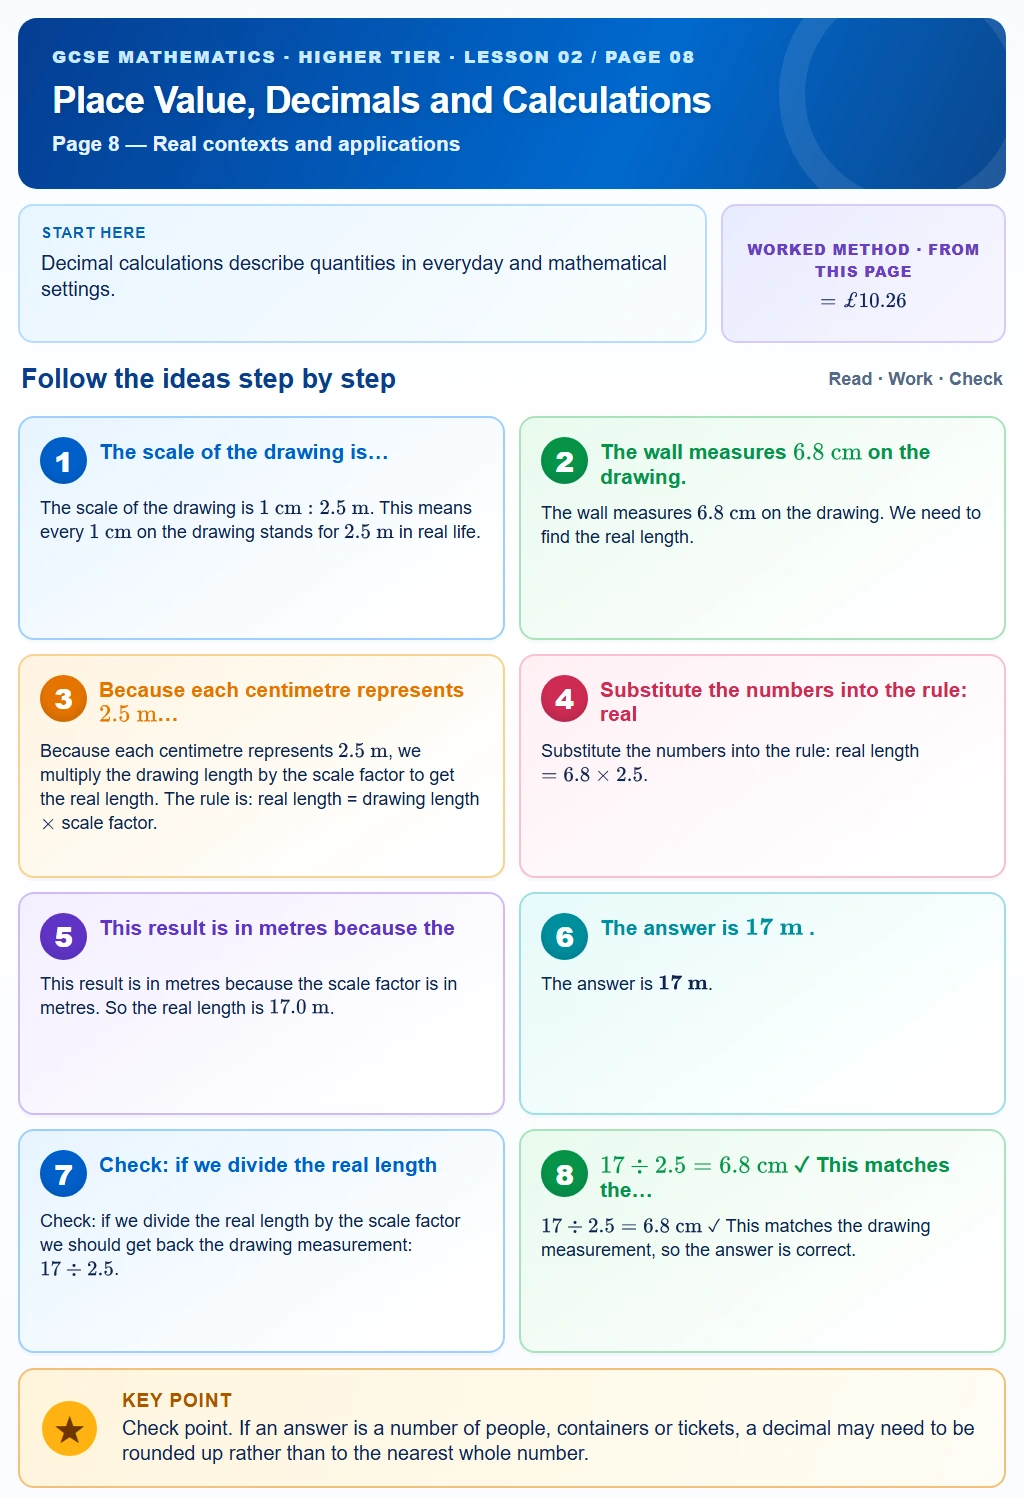 GCSE MATHEMATICS · HIGHER TIER · LESSON 02 / PAGE 08
Place Value, Decimals and Calculations
Page 8 — Real contexts and applications
START HERE
Decimal calculations describe quantities in everyday and mathematical
settings.
WORKED METHOD · FROM
THIS PAGE
= £10.26
Follow the ideas step by step
Read · Work · Check
1
The scale of the drawing is…
The scale of the drawing is 1 cm : 2.5 m. This means
every 1 cm on the drawing stands for 2.5 m in real life.
2
The wall measures 6.8 cm on the
drawing.
The wall measures 6.8 cm on the drawing. We need to
find the real length.
3
Because each centimetre represents
2.5 m…
Because each centimetre represents 2.5 m, we
multiply the drawing length by the scale factor to get
the real length. The rule is: real length = drawing length
× scale factor.
4
Substitute the numbers into the rule:
real
Substitute the numbers into the rule: real length
= 6.8 × 2.5.
5
This result is in metres because the
This result is in metres because the scale factor is in
metres. So the real length is 17.0 m.
6
The answer is 17 m .
The answer is 17 m.
7
Check: if we divide the real length
Check: if we divide the real length by the scale factor
we should get back the drawing measurement:
17 ÷ 2.5.
8
17 ÷ 2.5 = 6.8 cm ✓ This matches
the…
17 ÷ 2.5 = 6.8 cm ✓ This matches the drawing
measurement, so the answer is correct.
KEY POINT
Check point. If an answer is a number of people, containers or tickets, a decimal may need to be
rounded up rather than to the nearest whole number.